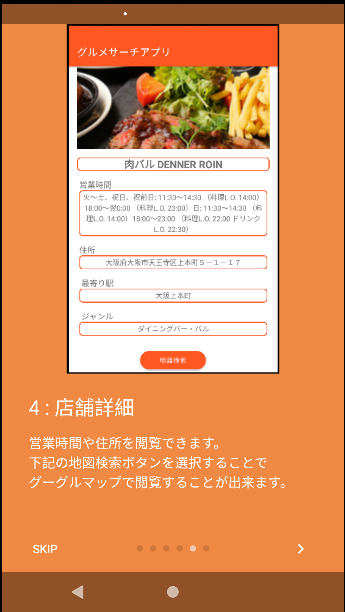 グルメサーチアプリ
肉バル DENNER ROIN
営業時間
火～土、祝日、祝前日: 11:30～14:30 （料理L.O. 14:00）
18:00～翌0:00 （料理L.O. 23:00）日: 11:30～14:30 （料
理L.O. 14:00）18:00～23:00 （料理L.O. 22:00 ドリンク
L.O. 22:30）
住所
大阪府大阪市天王寺区上本町５－１－１７
最寄り駅
大阪上本町
ジャンル
ダイニングバー・バル
地図検索
4 : 店舗詳細
営業時間や住所を閲覧できます。
下記の地図検索ボタンを選択することで
グーグルマップで閲覧することが出来ます。
SKIP